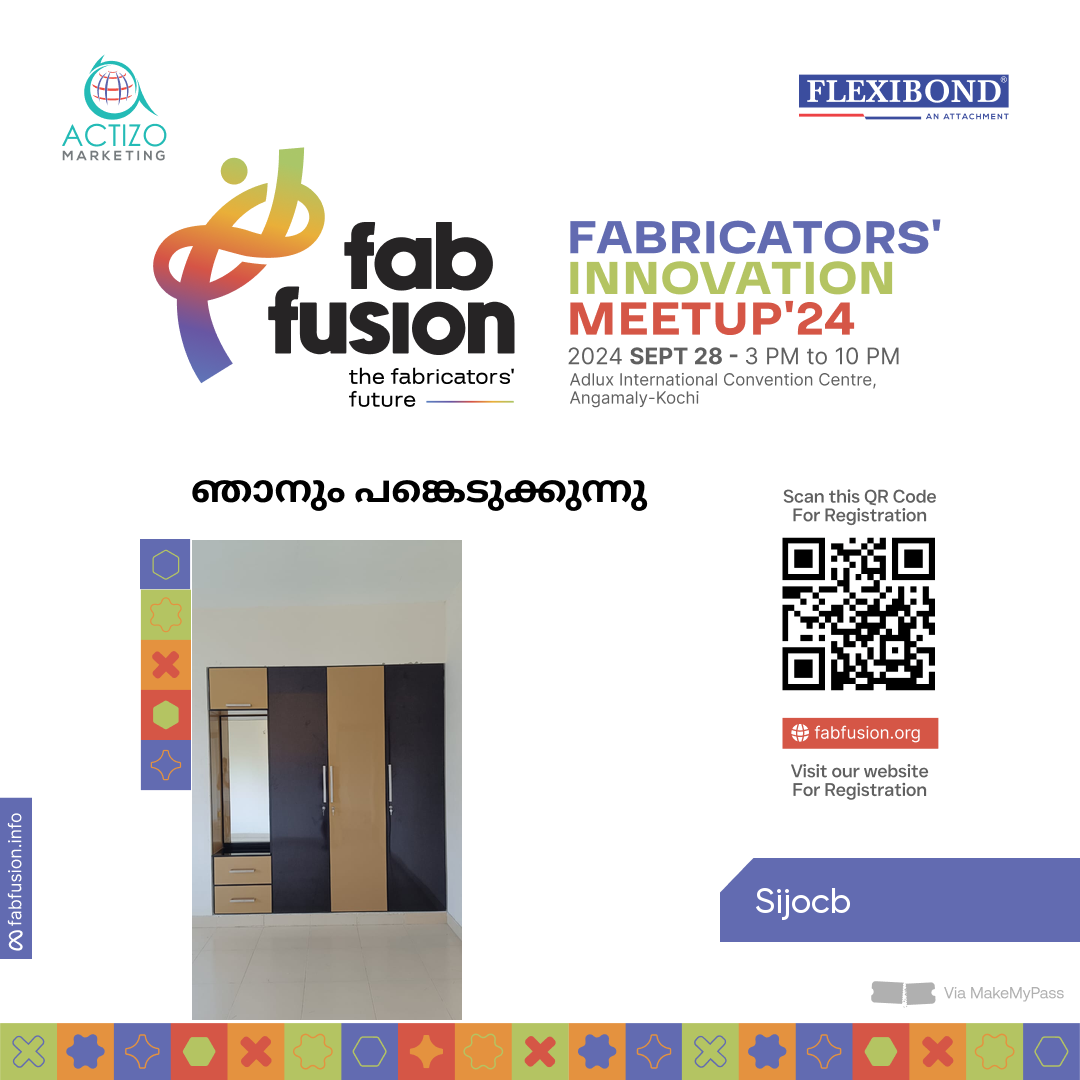 ACTIZO
MARKETING
FLEXIBOND®
AN ATTACHMENT
fab
fusion
the fabricators'
future
FABRICATORS'
INNOVATION
MEETUP'24
2024 SEPT 28 - 3 PM to 10 PM
Adlux International Convention Centre,
Angamaly-Kochi
ഞാനും പങ്കെടുക്കുന്നു
Scan this QR Code
For Registration
fabfusion.org
Visit our website
For Registration
fabfusion.info
Sijocb
Via MakeMyPass